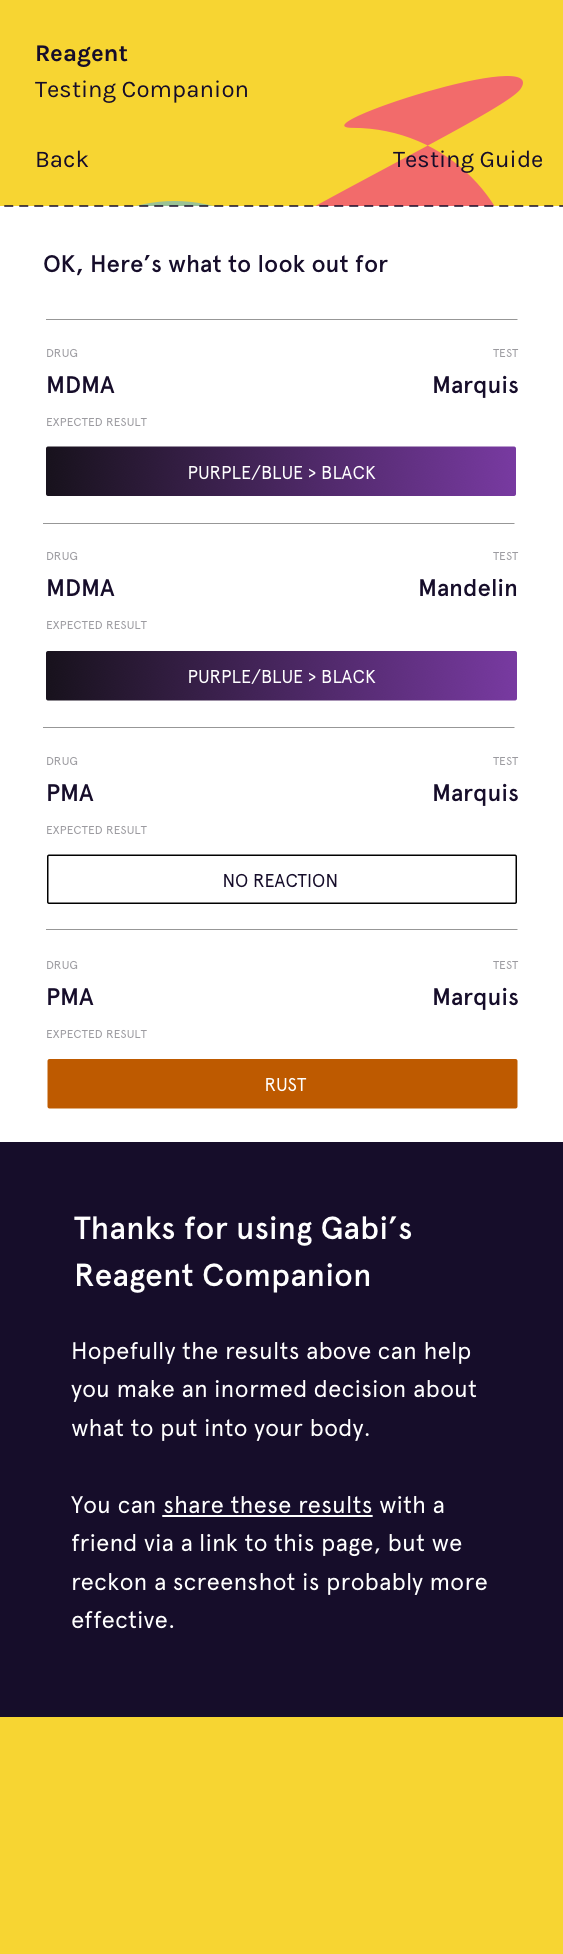 Reagent
Testing Companion
Back Testing Guide
OK, Here’s what to look out for
DRUG TEST
MDMA Marquis
EXPECTED RESULT
PURPLE/BLUE > BLACK
DRUG TEST
MDMA Mandelin
EXPECTED RESULT
PURPLE/BLUE > BLACK
DRUG TEST
PMA Marquis
EXPECTED RESULT
NO REACTION
DRUG TEST
PMA Marquis
EXPECTED RESULT
RUST
Thanks for using Gabi’s
Reagent Companion
Hopefully the results above can help
you make an inormed decision about
what to put into your body.
You can share these results with a
friend via a link to this page, but we
reckon a screenshot is probably more
effective.